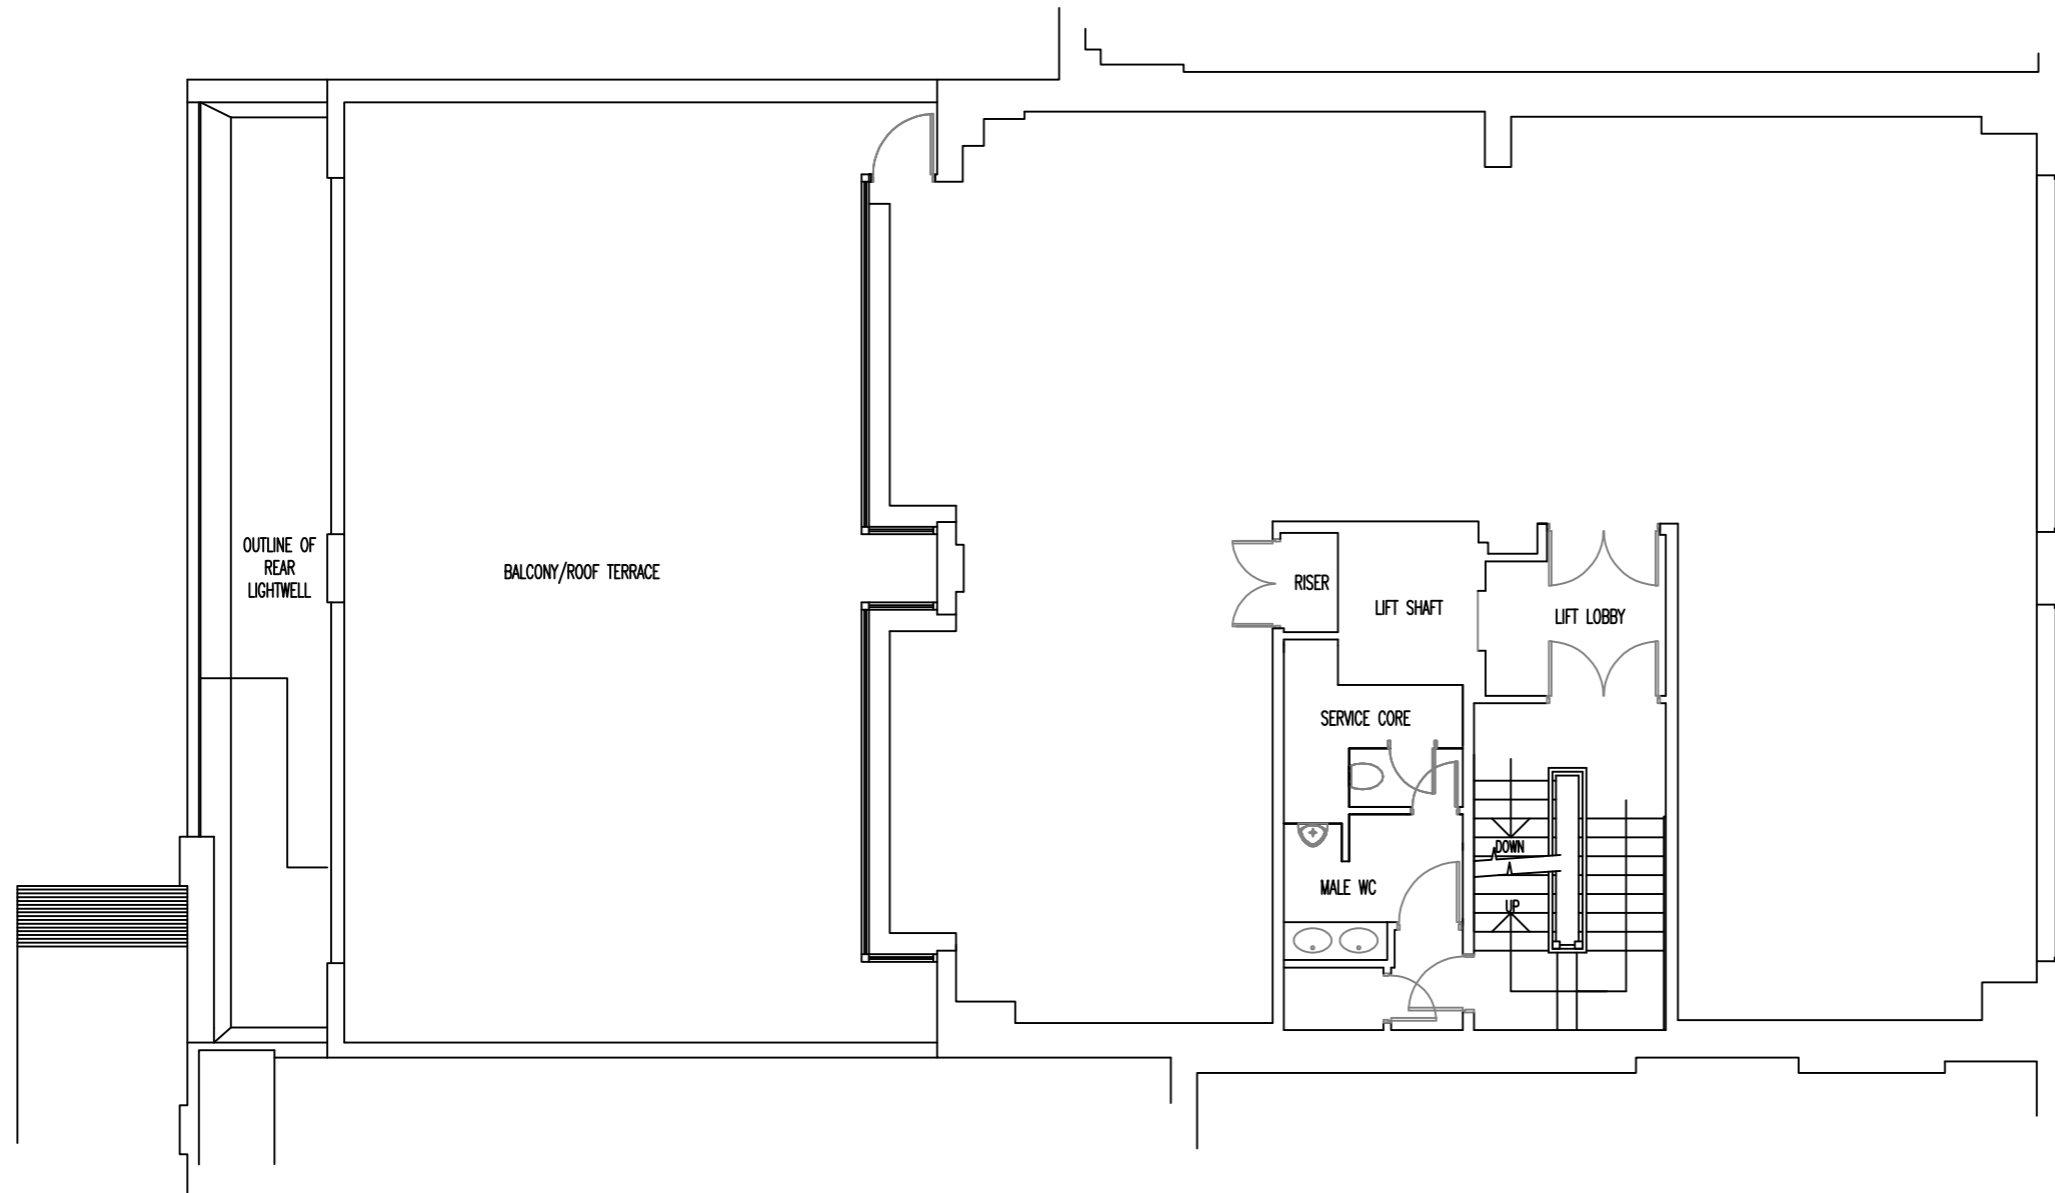 OUTLINE OF
REAR
LIGHTWELL
BALCONY/ROOF TERRACE
RISER
LIFT SHAFT
LIFT LOBBY
SERVICE CORE
DOWN
MALE WC
UP